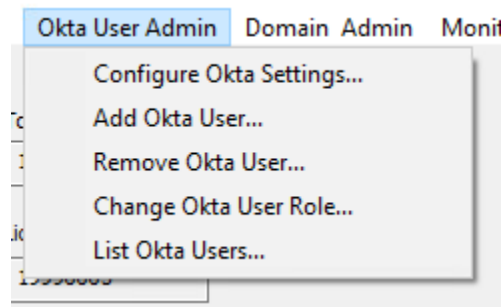 Okta User Admin Domain Admin Monit
Configure Okta Settings...
Add Okta User...
Remove Okta User...
Change Okta User Role...
List Okta Users...